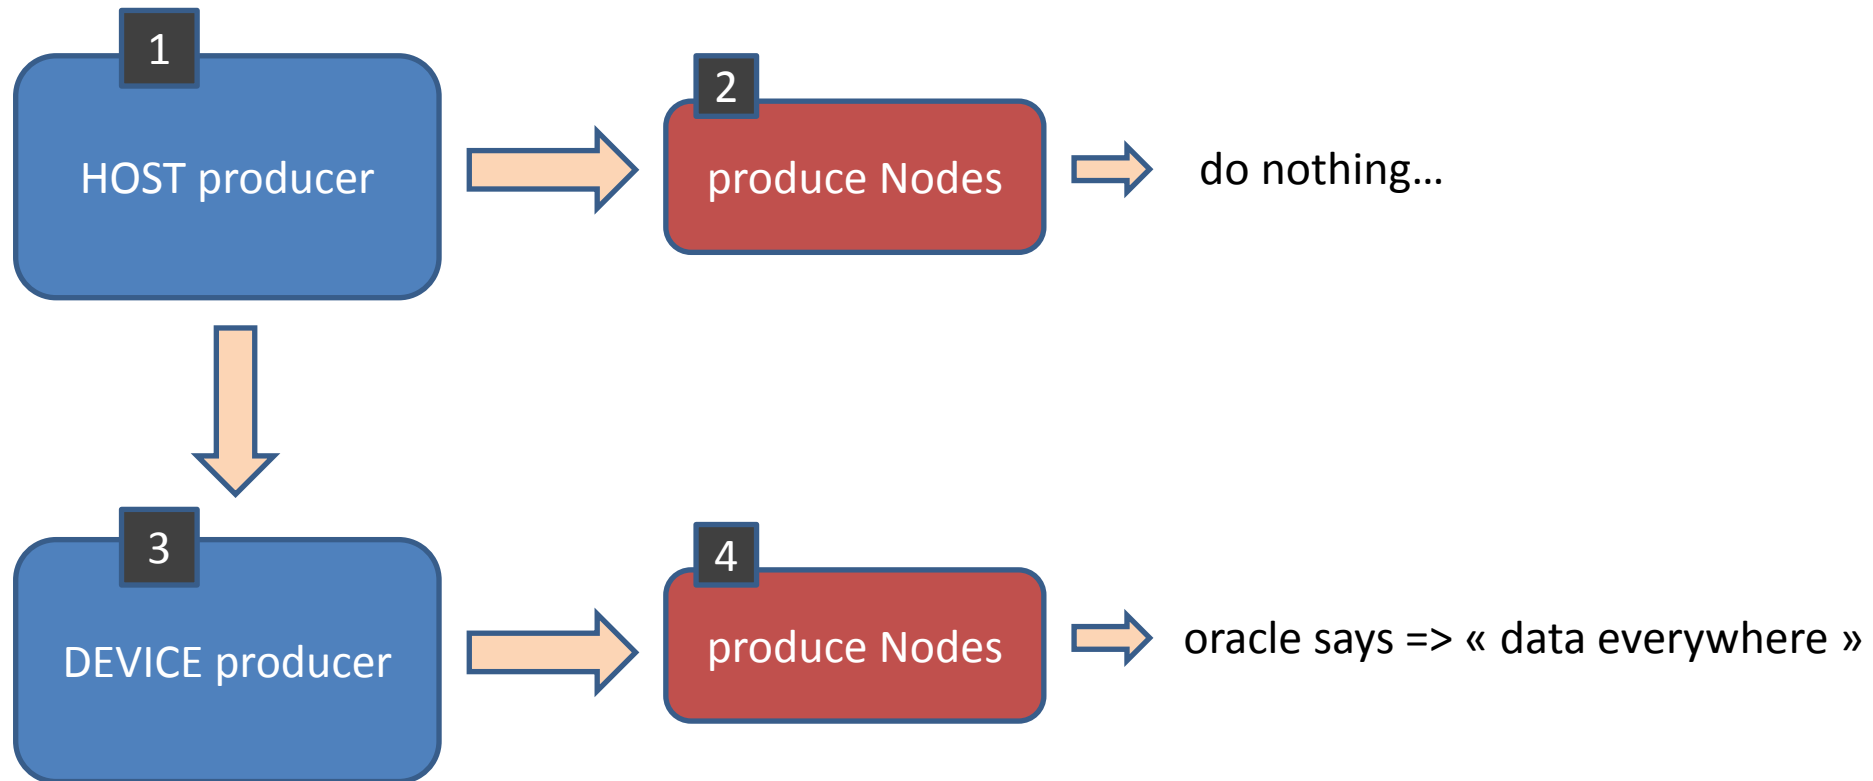 1
HOST producer
2
produce Nodes
do nothing…
3
DEVICE producer
4
produce Nodes
oracle says => « data everywhere »